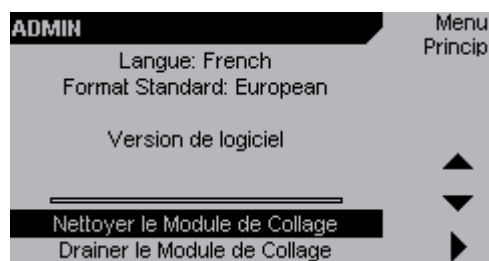 ADMIN
Menu
Princip
Langue: French
Format Standard: European
Version de logiciel
Nettoyer le Module de Collage
Drainer le Module de Collage